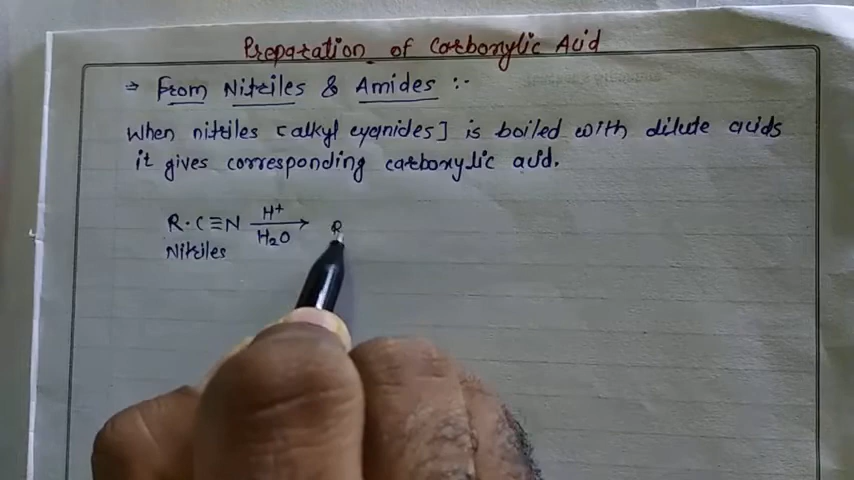 Preparation of Carboxylic Acid
⇒ From Nitriles & Amides :-
When nitriles [alkyl cyanides] is boiled with dilute acids
it gives corresponding carboxylic acid.
H+
R·C≡N ⟶ R
H2O
Nitriles